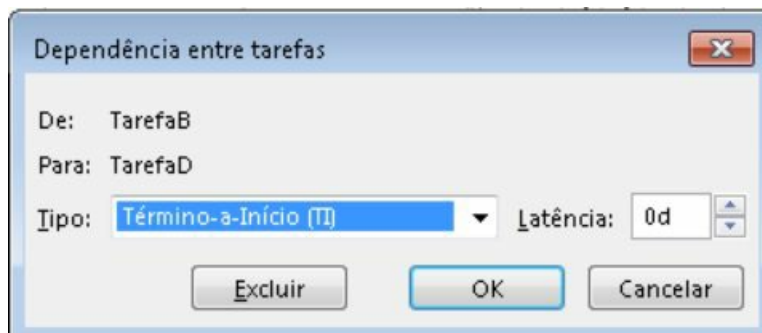 Dependência entre tarefas
De: TarefaB
Para: TarefaD
Tipo: Término-a-Início (TI) Latência: 0d
Excluir OK Cancelar